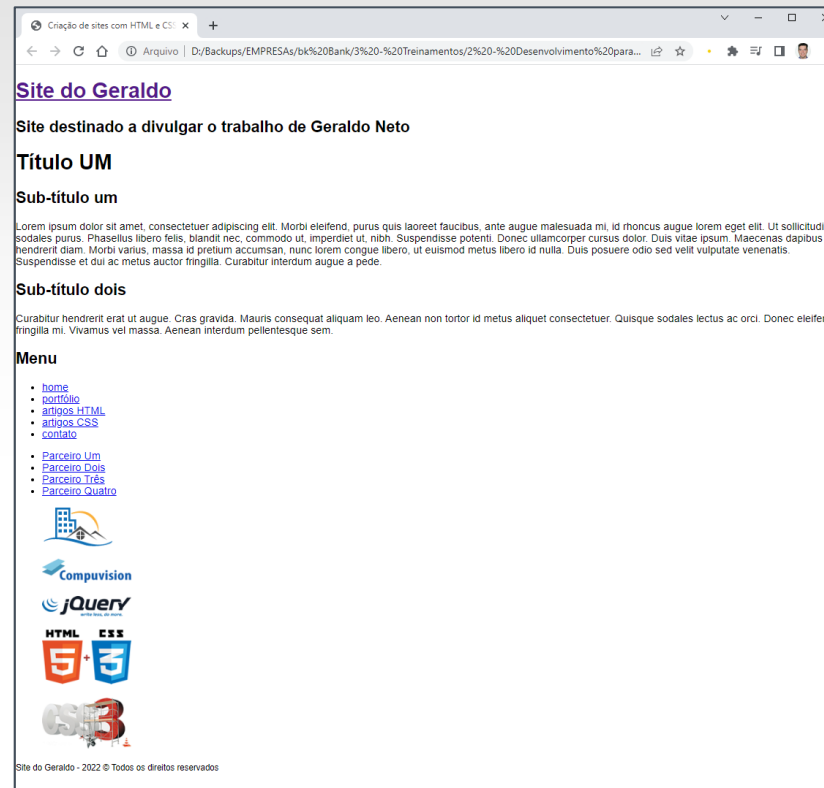 Criação de sites com HTML e CSS
Arquivo | D:/Backups/EMPRESAs/bk%20Bank/3%20-%20Treinamentos/2%20-%20Desenvolvimento%20para...
Site do Geraldo
Site destinado a divulgar o trabalho de Geraldo Neto
Título UM
Sub-título um
Lorem ipsum dolor sit amet, consectetuer adipiscing elit. Morbi eleifend, purus quis laoreet faucibus, ante augue malesuada mi, id rhoncus augue lorem eget elit. Ut sollicitudi
sodales purus. Phasellus libero felis, blandit nec, commodo ut, imperdiet ut, nibh. Suspendisse potenti. Donec ullamcorper cursus dolor. Duis vitae ipsum. Maecenas dapibus
hendrerit diam. Morbi varius, massa id pretium accumsan, nunc lorem congue libero, ut euismod metus libero id nulla. Duis posuere odio sed velit vulputate venenatis.
Suspendisse et dui ac metus auctor fringilla. Curabitur interdum augue a pede.
Sub-título dois
Curabitur hendrerit erat ut augue. Cras gravida. Mauris consequat aliquam leo. Aenean non tortor id metus aliquet consectetuer. Quisque sodales lectus ac orci. Donec eleife
fringilla mi. Vivamus vel massa. Aenean interdum pellentesque sem.
Menu
home
portfólio
artigos HTML
artigos CSS
contato
Parceiro Um
Parceiro Dois
Parceiro Três
Parceiro Quatro
Compuvision
jQuery
write less, do more.
HTML CSS
5 + 3
CSS3
Site do Geraldo - 2022 © Todos os direitos reservados